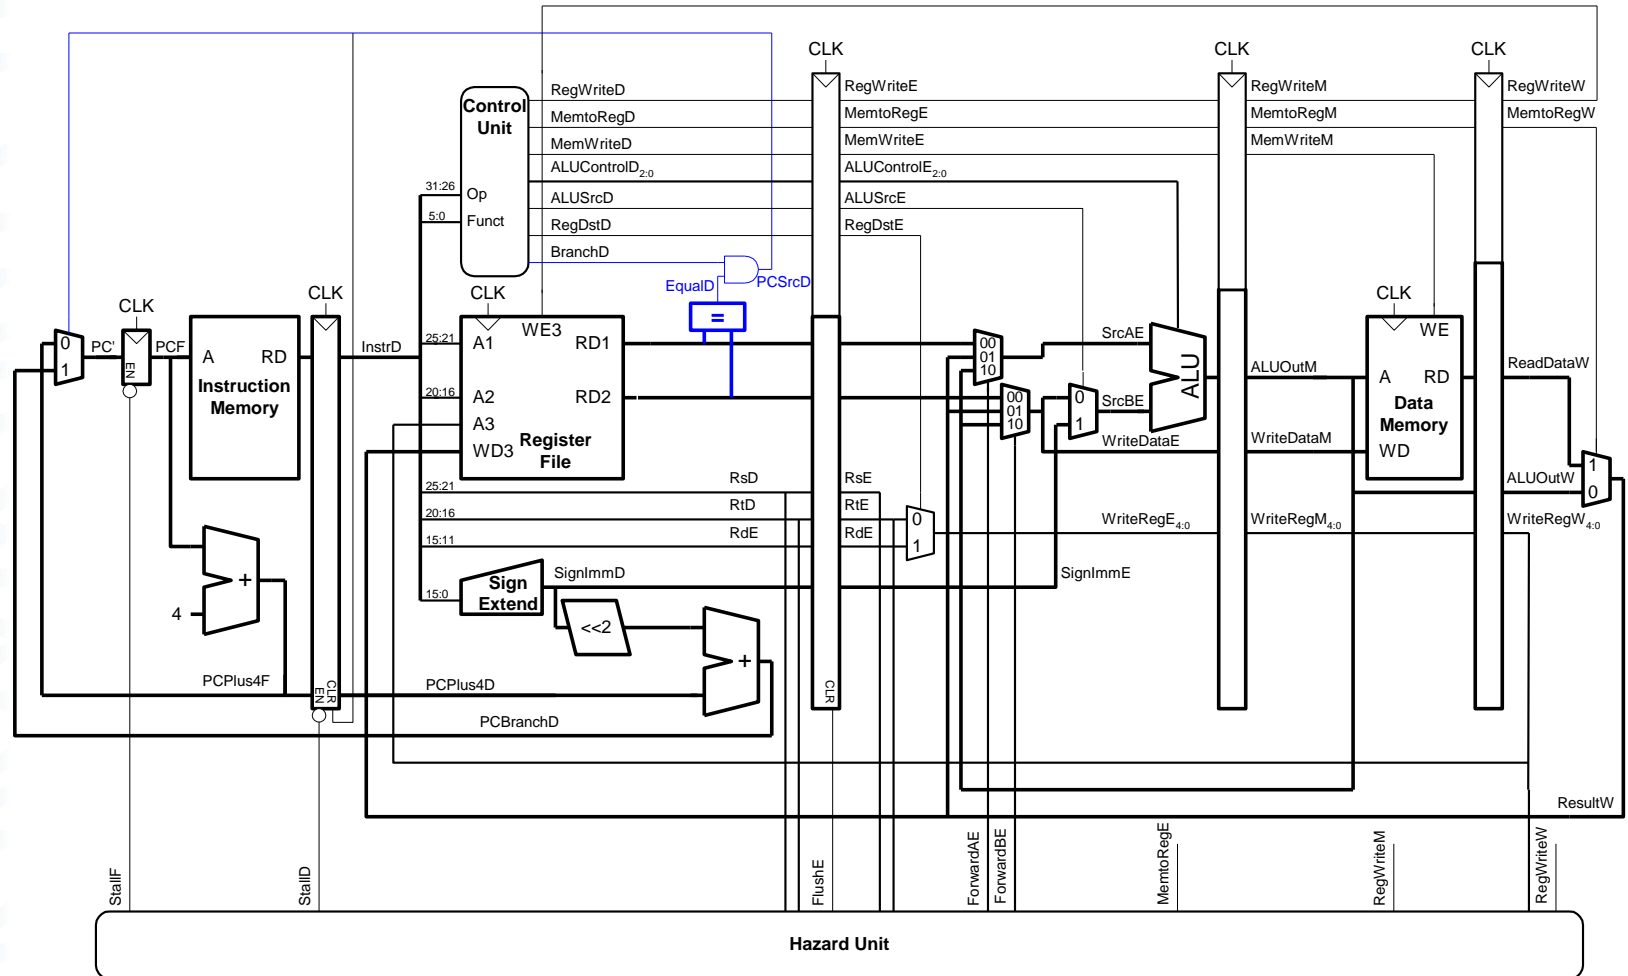 CLK
CLK
CLK
RegWriteD
RegWriteE
RegWriteM
RegWriteW
Control
Unit
MemtoRegD
MemtoRegE
MemtoRegM
MemtoRegW
MemWriteD
MemWriteE
MemWriteM
ALUControlD2:0
ALUControlE2:0
31:26
Op
ALUSrcD
ALUSrcE
5:0
Funct
RegDstD
RegDstE
BranchD
EqualD
PCSrcD
CLK
CLK
CLK
CLK
=
WE3
WE
0
1
PC'
EN
PCF
A
RD
Instruction
Memory
InstrD
25:21
A1
RD1
20:16
A2
RD2
A3
WD3
Register
File
00
01
10
00
01
10
SrcAE
0
1
SrcBE
ALU
ALUOutM
A
RD
Data
Memory
WD
ReadDataW
WriteDataE
WriteDataM
1
0
ALUOutW
25:21
RsD
RsE
20:16
RtD
RtE
15:11
RdE
RdE
0
1
WriteRegE4:0
WriteRegM4:0
WriteRegW4:0
15:0
Sign
Extend
SignImmD
SignImmE
<<2
+
4
+
PCPlus4F
EN
CLR
PCPlus4D
CLR
PCBranchD
ResultW
StallF
StallD
FlushE
ForwardAE
ForwardBE
MemtoRegE
RegWriteM
RegWriteW
Hazard Unit